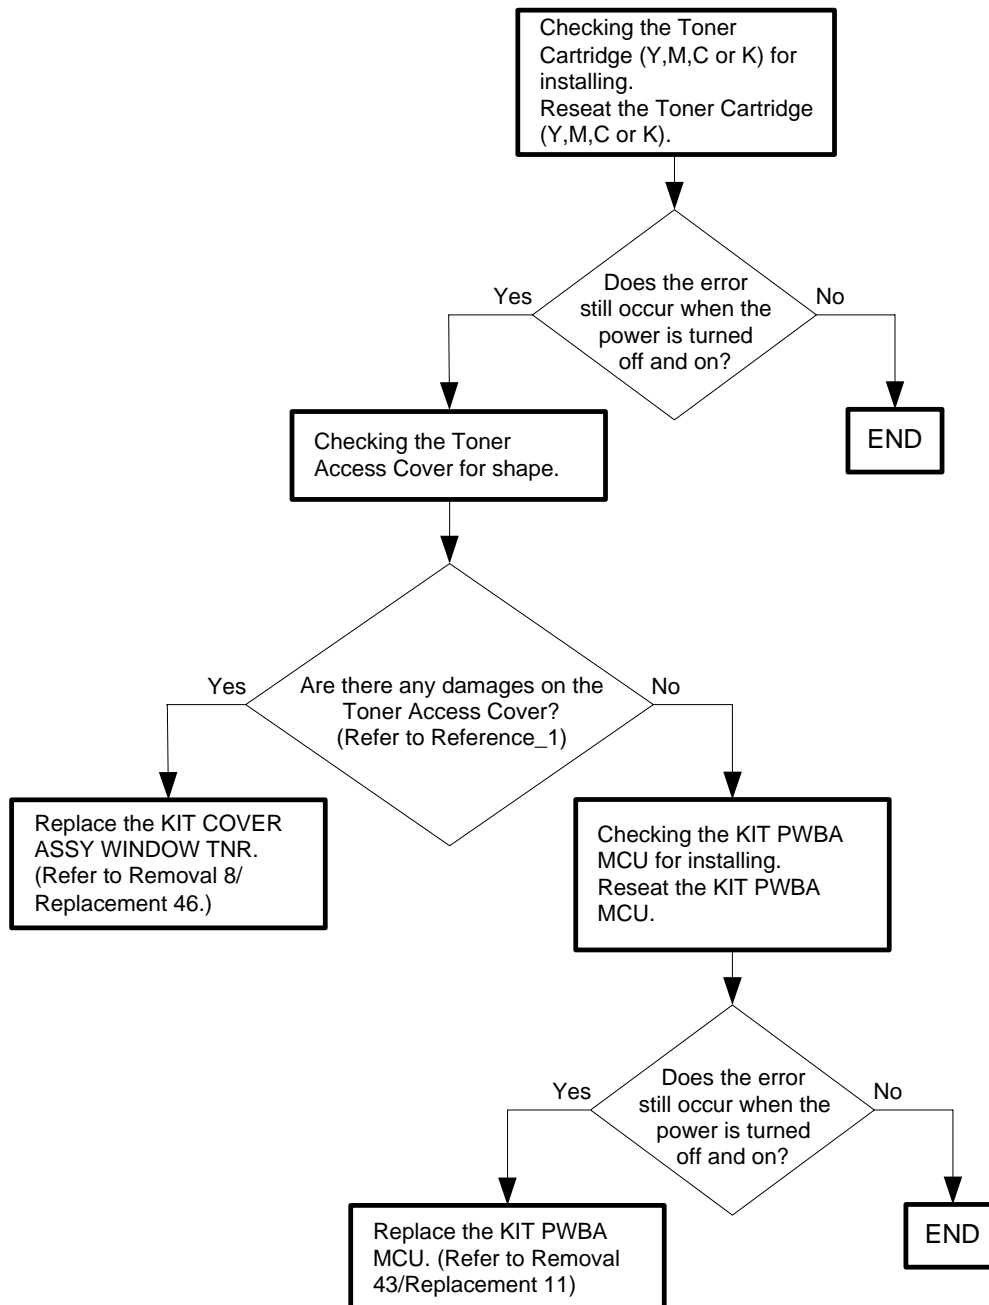 Checking the Toner
Cartridge (Y,M,C or K) for
installing.
Reseat the Toner Cartridge
(Y,M,C or K).
Does the error
still occur when the
power is turned
off and on?
Yes
No
END
Checking the Toner
Access Cover for shape.
Are there any damages on the
Toner Access Cover?
(Refer to Reference_1)
Yes
No
Replace the KIT COVER
ASSY WINDOW TNR.
(Refer to Removal 8/
Replacement 46.)
Checking the KIT PWBA
MCU for installing.
Reseat the KIT PWBA
MCU.
Does the error
still occur when the
power is turned
off and on?
Yes
No
Replace the KIT PWBA
MCU. (Refer to Removal
43/Replacement 11)
END